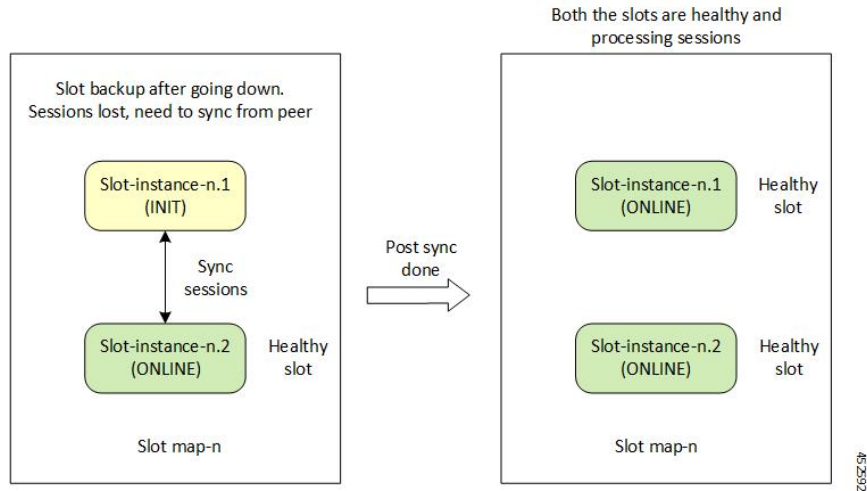 Both the slots are healthy and
processing sessions
Slot backup after going down.
Sessions lost, need to sync from peer
Slot-instance-n.1
(INIT)
Sync
sessions
Slot-instance-n.2
(ONLINE)
Healthy
slot
Slot map-n
Post sync
done
Slot-instance-n.1
(ONLINE)
Healthy
slot
Slot-instance-n.2
(ONLINE)
Healthy
slot
Slot map-n
452592